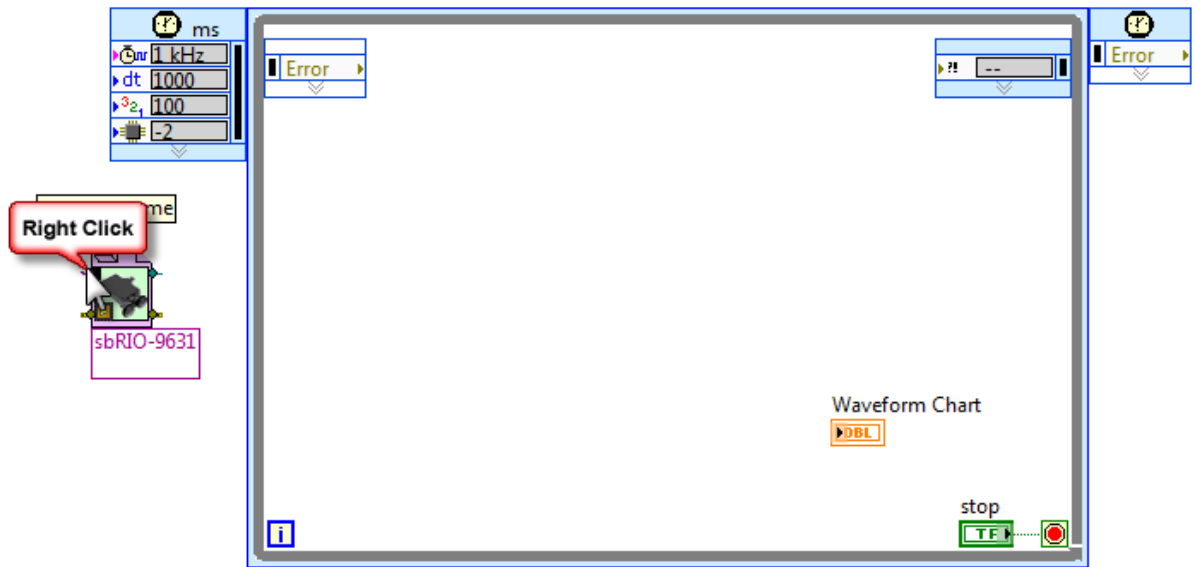 ms
1 kHz
dt 1000
321 100
-2
Error
?! --
Error
me
Right Click
sbRIO-9631
Waveform Chart
DBL
stop
TF
i